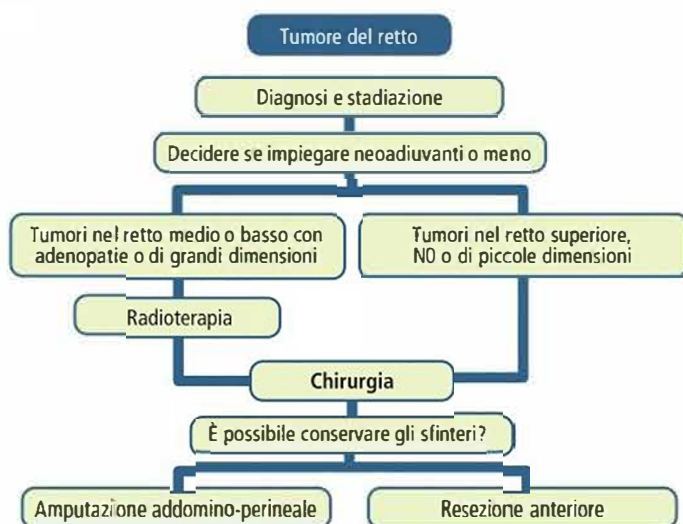 Tumore del retto
Diagnosi e stadiazione
Decidere se impiegare neoadiuvanti o meno
Tumori nel retto medio o basso con
adenopatie o di grandi dimensioni
Tumori nel retto superiore,
N0 o di piccole dimensioni
Radioterapia
Chirurgia
È possibile conservare gli sfinteri?
Amputazione addomino-perineale
Resezione anteriore